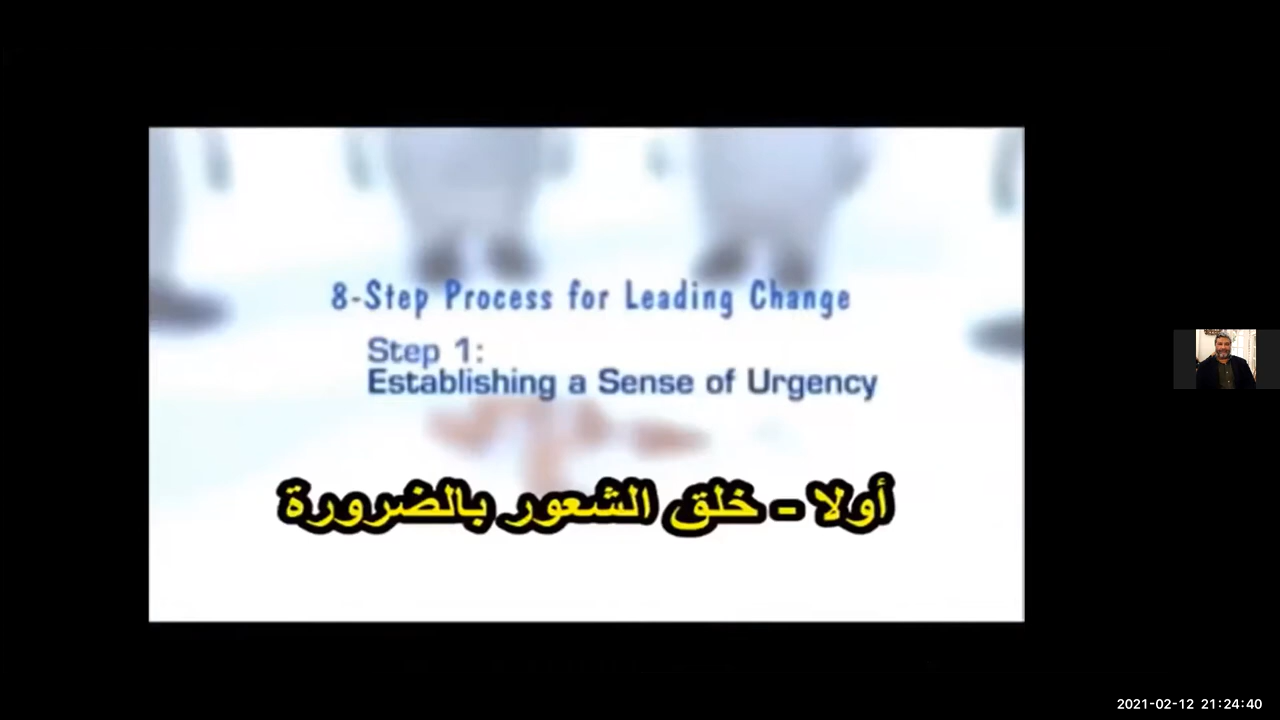 8-Step Process for Leading Change
Step 1:
Establishing a Sense of Urgency
أولا - خلق الشعور بالضرورة
2021-02-12 21:24:40